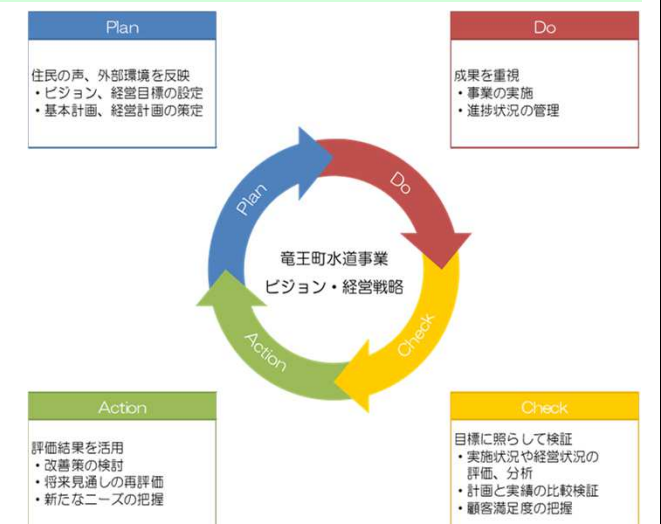 Plan
住民の声、外部環境を反映
・ビジョン、経営目標の設定
・基本計画、経営計画の策定
Do
成果を重視
・事業の実施
・進捗状況の管理
Plan
Do
竜王町水道事業
ビジョン・経営戦略
Action
Check
Action
評価結果を活用
・改善策の検討
・将来見通しの再評価
・新たなニーズの把握
Check
目標に照らして検証
・実施状況や経営状況の
評価、分析
・計画と実績の比較検証
・顧客満足度の把握